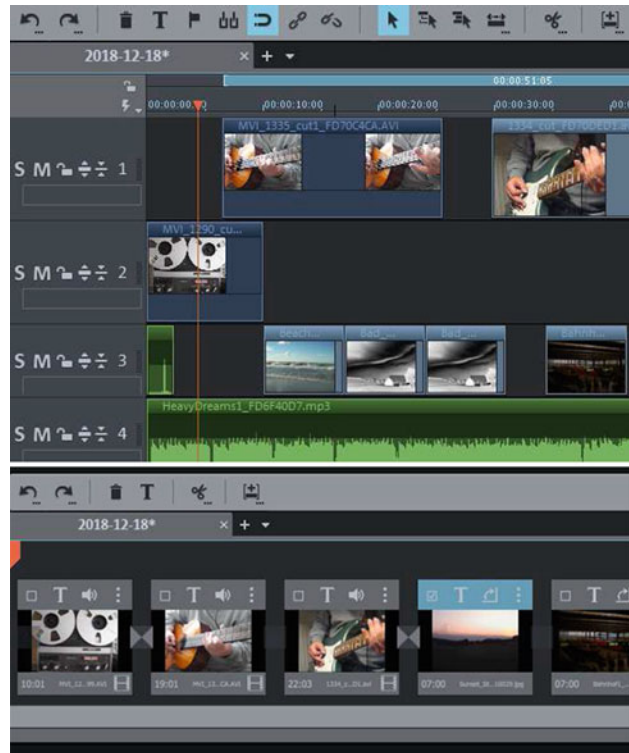 T
2018-12-18* × + 
00:00:51:05
00:00:00:00 00:00:10:00 00:00:20:00 00:00:30:00 00:
MVI_1335_cut1_FD70C4CA.AVI
S M 1
MVI_1290_cu...
S M 2
Beach... Bad_... Bad_... Bahnh...
S M 3
HeavyDreams1_FD6F40D7.mp3
S M 4
T
2018-12-18* × +
T T T T T
10:01 19:01 22:03 07:00 07:00